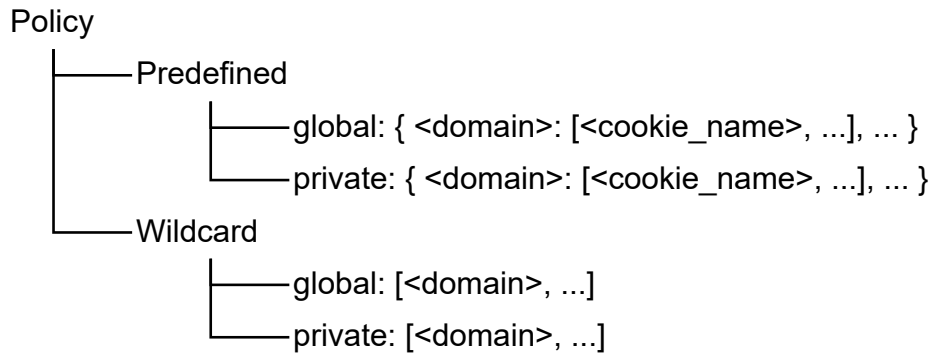 Policy
Predefined
global: { <domain>: [<cookie_name>, ...], ... }
private: { <domain>: [<cookie_name>, ...], ... }
Wildcard
global: [<domain>, ...]
private: [<domain>, ...]